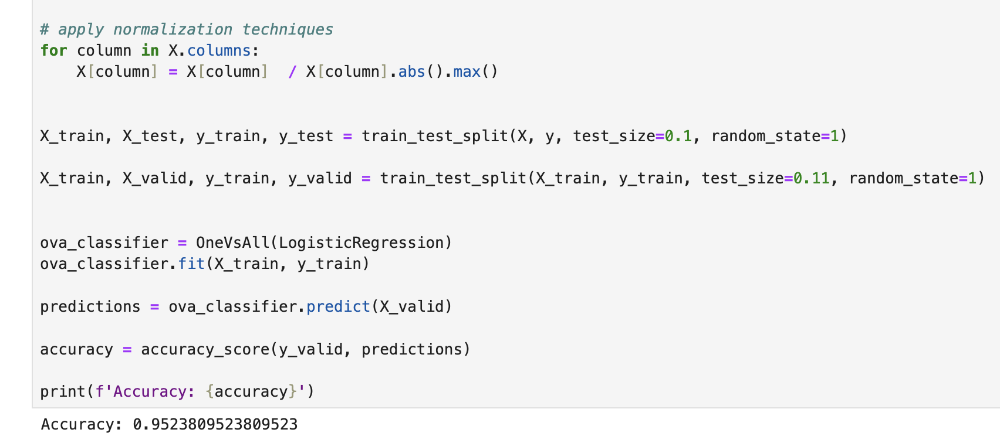 # apply normalization techniques
for column in X.columns:
    X[column] = X[column]  / X[column].abs().max()
X_train, X_test, y_train, y_test = train_test_split(X, y, test_size=0.1, random_state=1)
X_train, X_valid, y_train, y_valid = train_test_split(X_train, y_train, test_size=0.11, random_state=1)
ova_classifier = OneVsAll(LogisticRegression)
ova_classifier.fit(X_train, y_train)
predictions = ova_classifier.predict(X_valid)
accuracy = accuracy_score(y_valid, predictions)
print(f'Accuracy: {accuracy}')
Accuracy: 0.9523809523809523